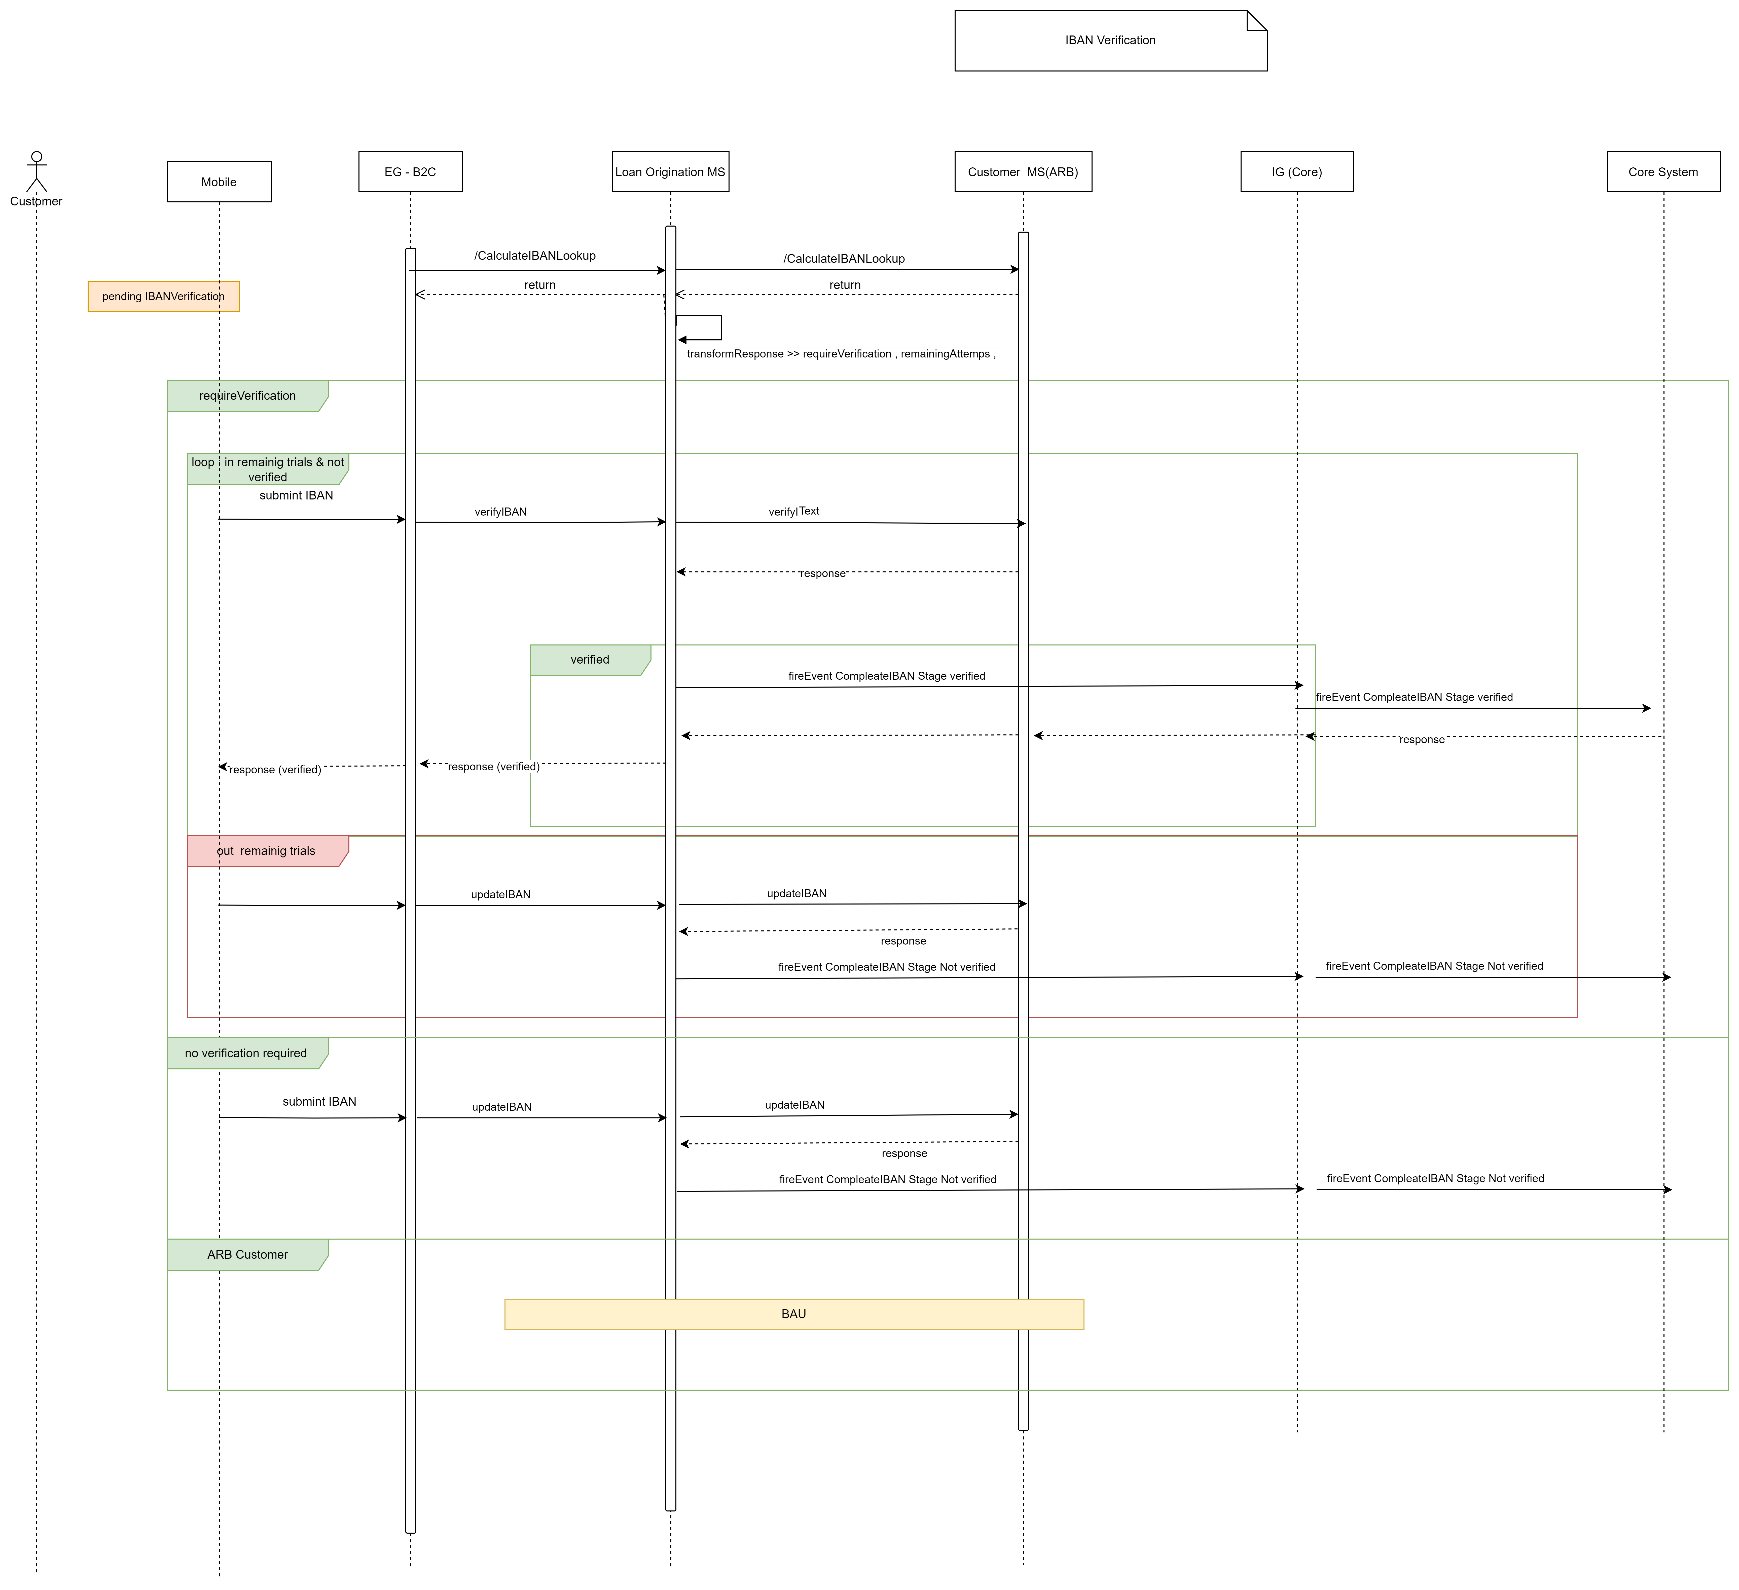 IBAN Verification
Customer
Mobile
EG - B2C
Loan Origination MS
Customer MS(ARB)
IG (Core)
Core System
/CalculateIBANLookup
/CalculateIBANLookup
return
return
pending IBANVerification
transformResponse >> requireVerification , remainingAttemps ,
requireVerification
loop : in remainig trials & not
verified
submint IBAN
verifyIBAN
verifyI
Text
response
verified
fireEvent CompleateIBAN Stage verified
fireEvent CompleateIBAN Stage verified
response
response (verified)
response (verified)
out remainig trials
updateIBAN
updateIBAN
response
fireEvent CompleateIBAN Stage Not verified
fireEvent CompleateIBAN Stage Not verified
no verification required
submint IBAN
updateIBAN
updateIBAN
response
fireEvent CompleateIBAN Stage Not verified
fireEvent CompleateIBAN Stage Not verified
ARB Customer
BAU